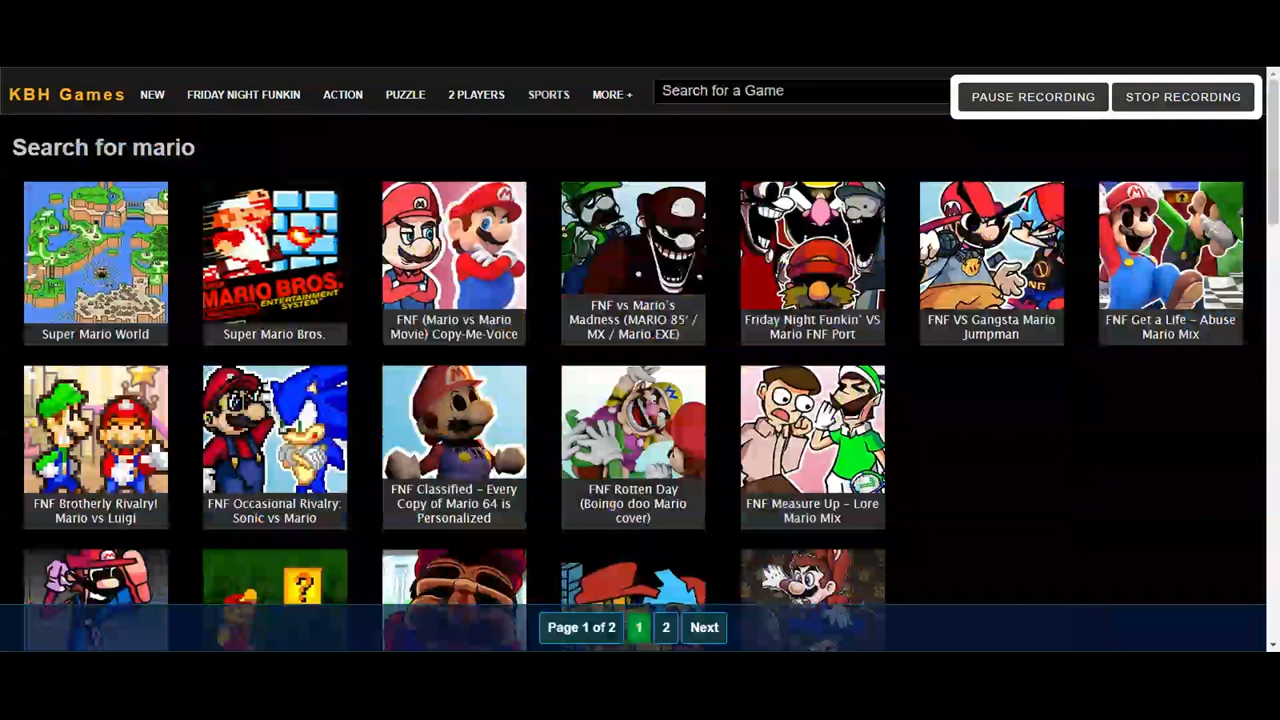 KBH Games NEW FRIDAY NIGHT FUNKIN ACTION PUZZLE 2 PLAYERS SPORTS MORE + Search for a Game PAUSE RECORDING STOP RECORDING
Search for mario
MARIO BROS.
ENTERTAINMENT
SYSTEM
Super Mario World
Super Mario Bros.
FNF (Mario vs Mario
Movie) Copy-Me-Voice
FNF vs Mario's
Madness (MARIO 85' /
MX / Mario.EXE)
Friday Night Funkin' VS
Mario FNF Port
FNF VS Gangsta Mario
Jumpman
FNF Get a Life – Abuse
Mario Mix
FNF Brotherly Rivalry!
Mario vs Luigi
FNF Occasional Rivalry:
Sonic vs Mario
FNF Classified – Every
Copy of Mario 64 is
Personalized
FNF Rotten Day
(Boingo doo Mario
cover)
FNF Measure Up – Lore
Mario Mix
?
Page 1 of 2 1 2 Next